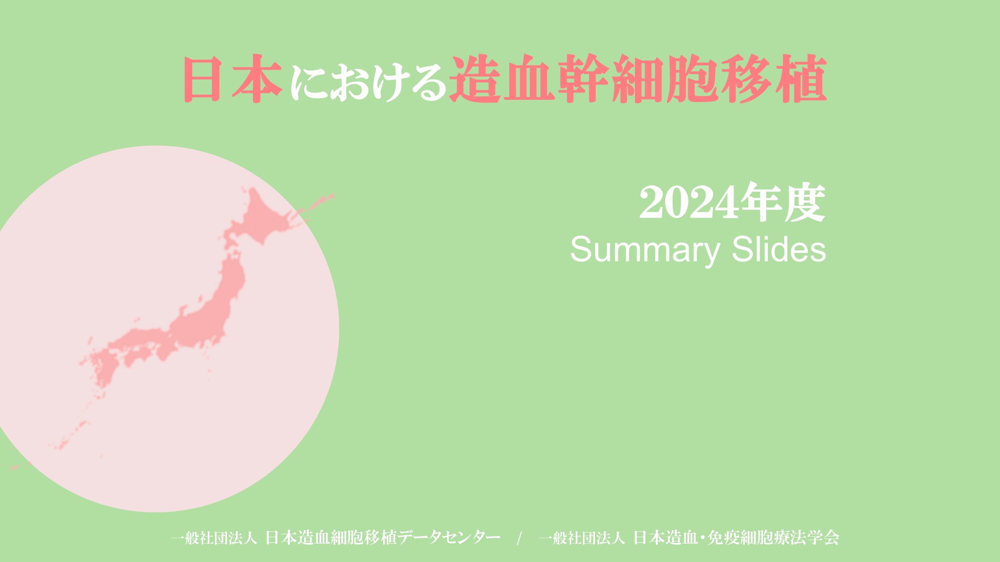 日本における造血幹細胞移植
2024年度
Summary Slides
一般社団法人 日本造血細胞移植データセンター / 一般社団法人 日本造血・免疫細胞療法学会